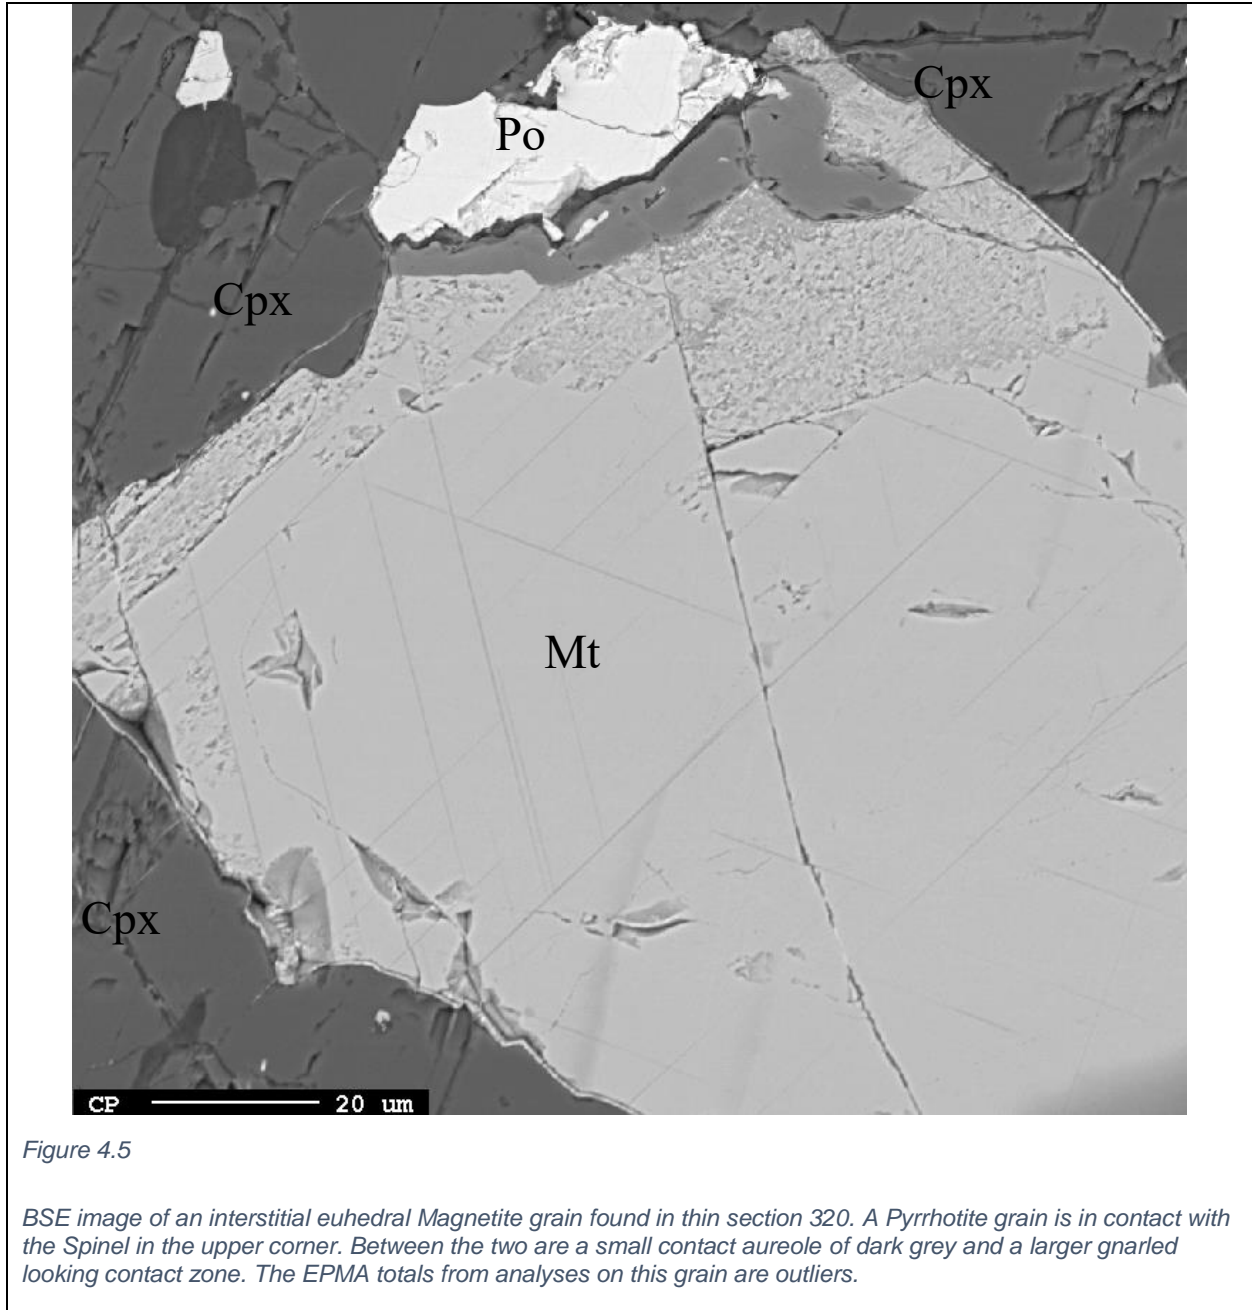 Cpx
Po
Cpx
Mt
Cpx
CP 20 um
Figure 4.5
BSE image of an interstitial euhedral Magnetite grain found in thin section 320. A Pyrrhotite grain is in contact with
the Spinel in the upper corner. Between the two are a small contact aureole of dark grey and a larger gnarled
looking contact zone. The EPMA totals from analyses on this grain are outliers.